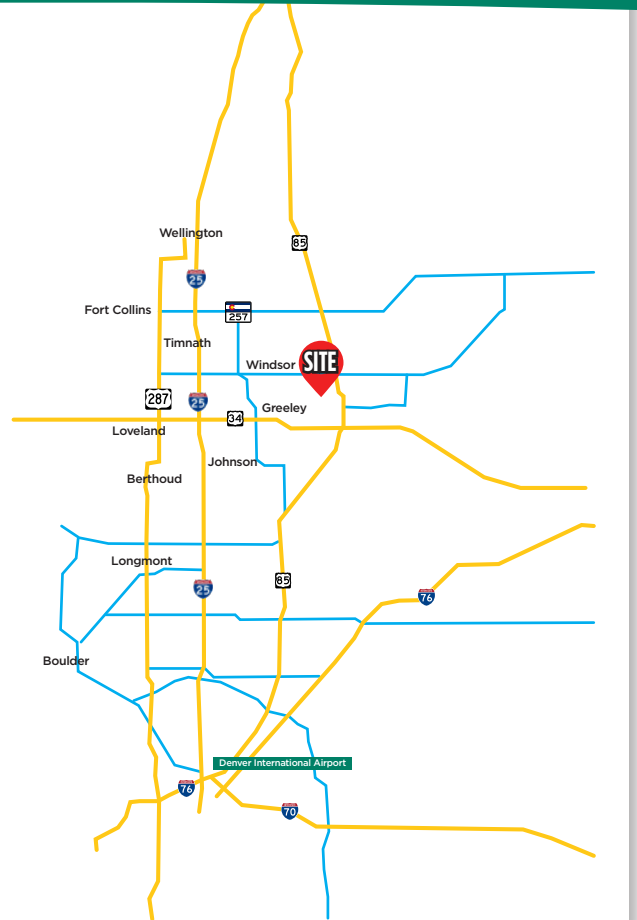 Wellington
85
25
Fort Collins
257
Timnath
Windsor
SITE
287
25
Greeley
34
Loveland
Johnson
Berthoud
Longmont
85
25
76
Boulder
Denver International Airport
76
70